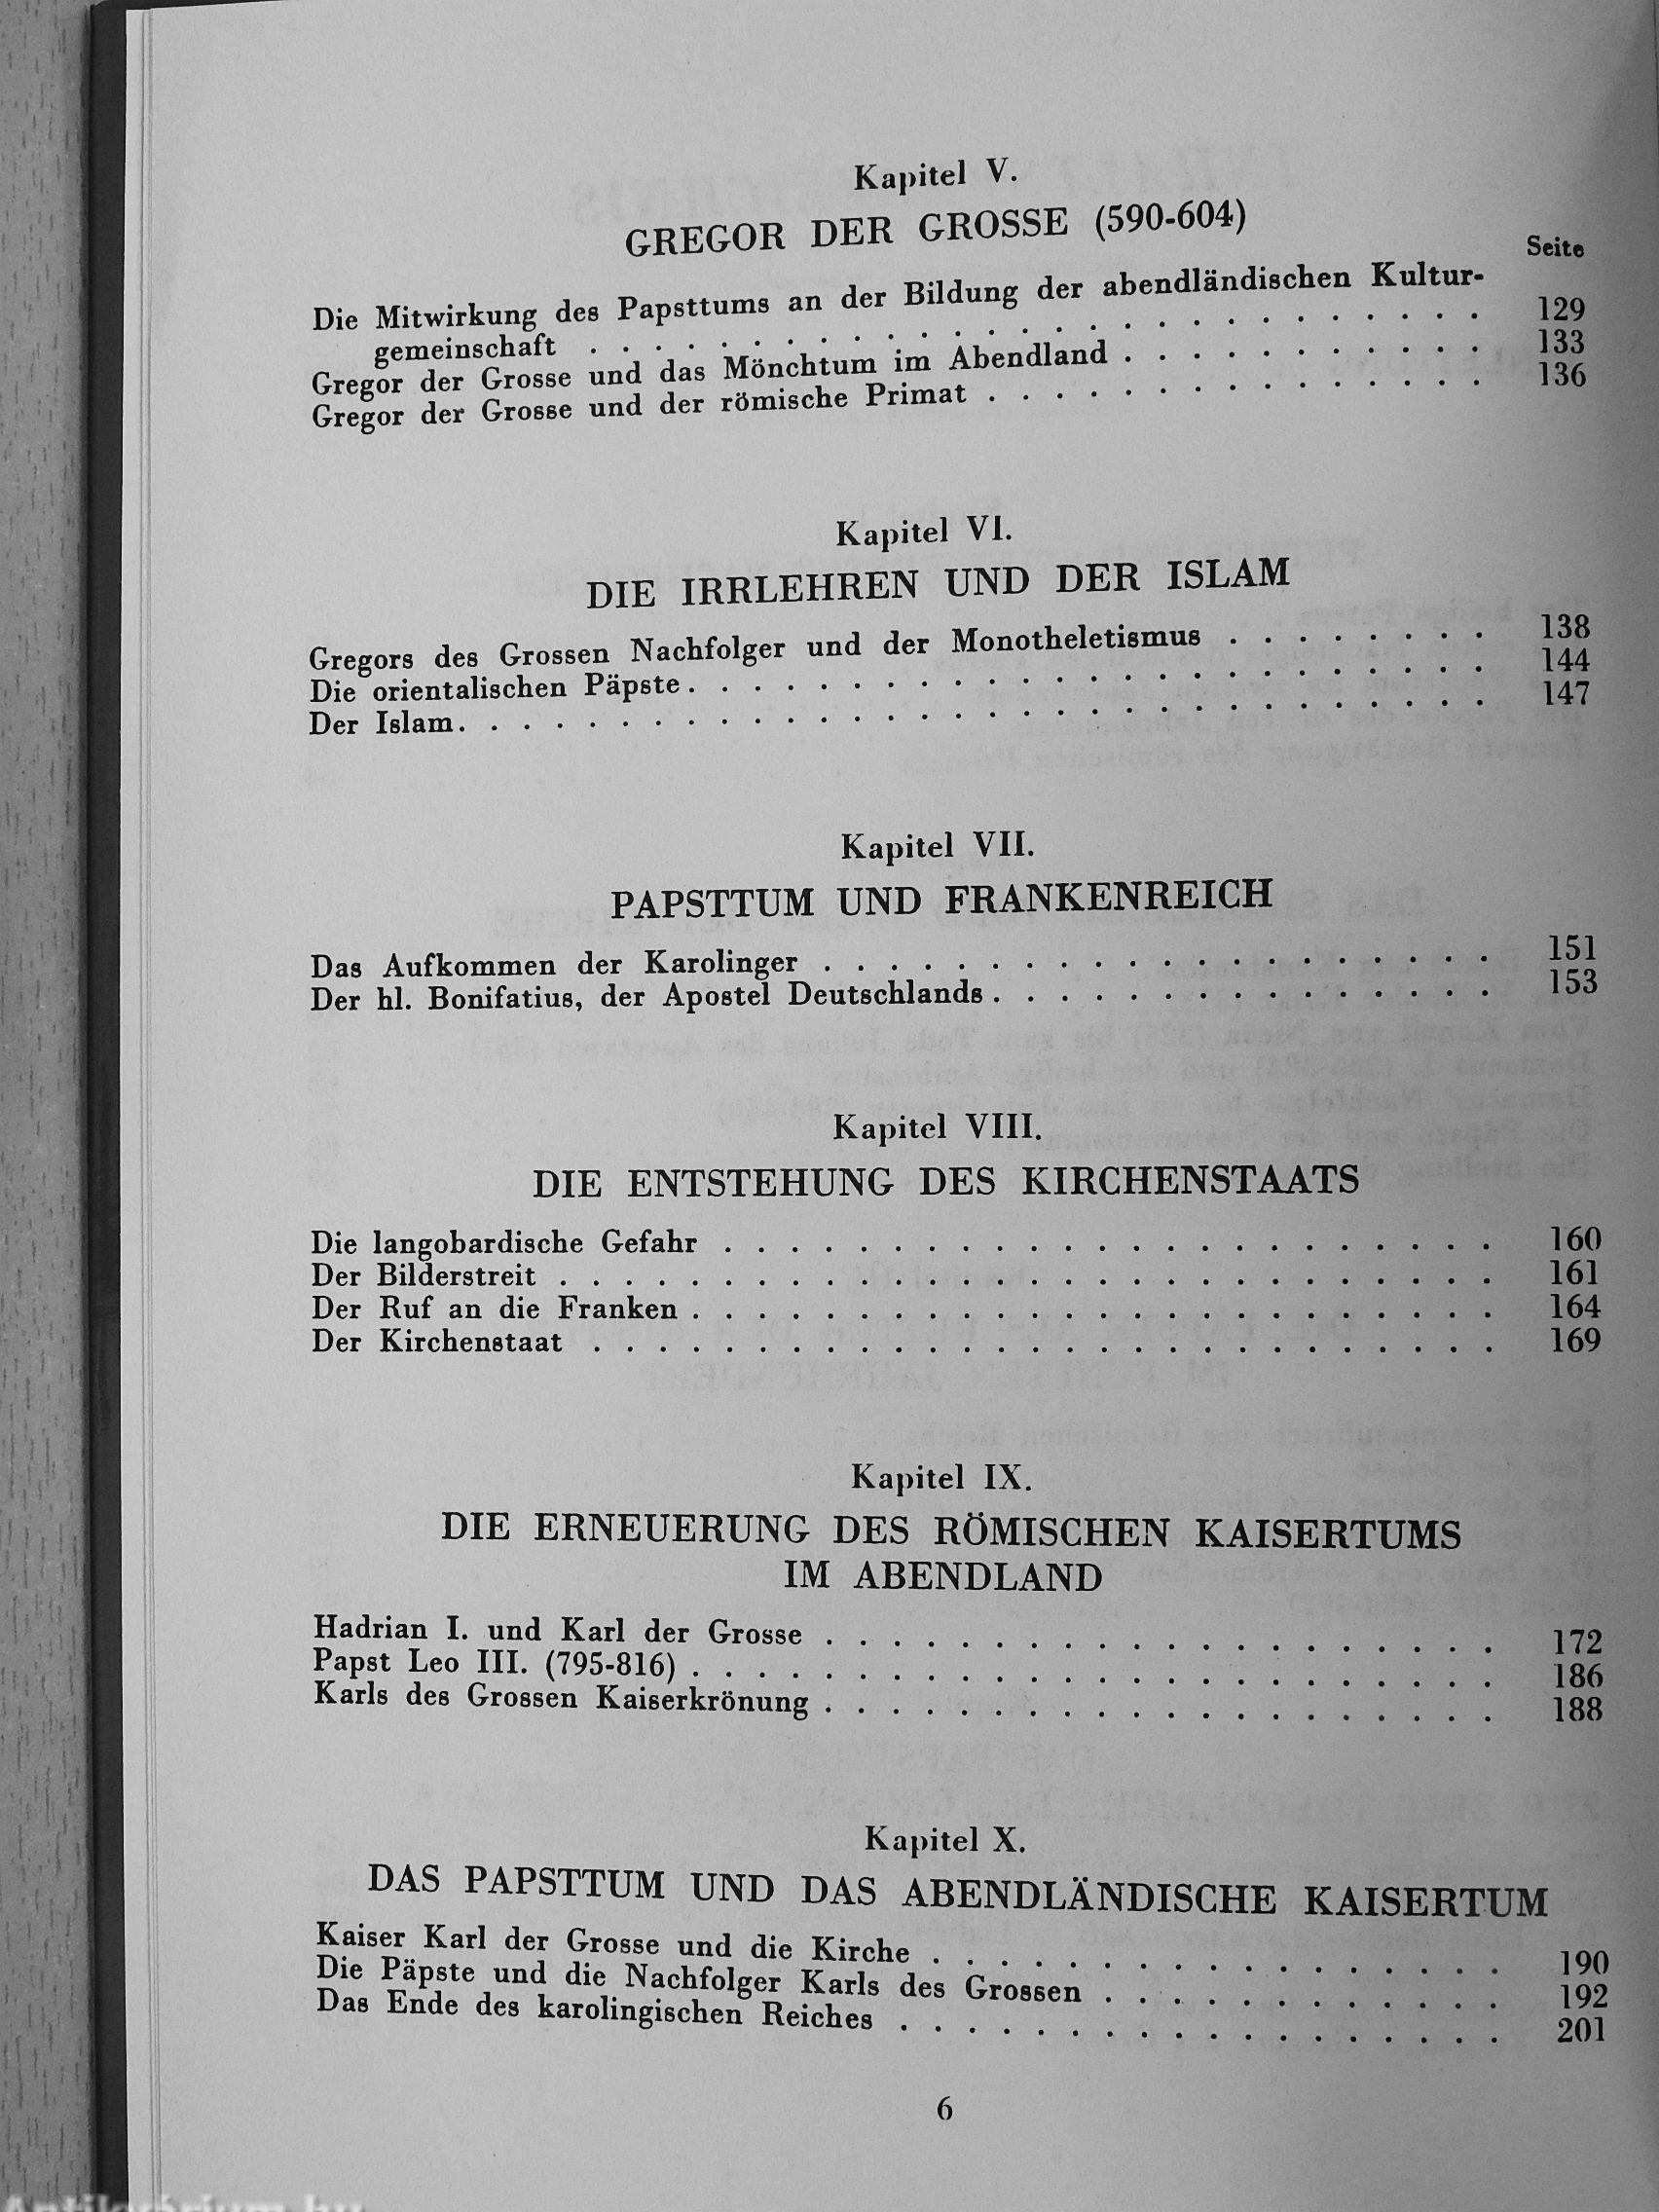 Kapitel V.
GREGOR DER GROSSE (590-604)
Seite
Die Mitwirkung des Papsttums an der Bildung der abendländischen Kultur-
gemeinschaft . . . . . . . . . . . . . . . . . . . . . . . . . . . 129
Gregor der Grosse und das Mönchtum im Abendland . . . . . . . . . . . 133
Gregor der Grosse und der römische Primat . . . . . . . . . . . . . . . 136
Kapitel VI.
DIE IRRLEHREN UND DER ISLAM
Gregors des Grossen Nachfolger und der Monotheletismus . . . . . . . . 138
Die orientalischen Päpste . . . . . . . . . . . . . . . . . . . . . . . . 144
Der Islam . . . . . . . . . . . . . . . . . . . . . . . . . . . . . . . 147
Kapitel VII.
PAPSTTUM UND FRANKENREICH
Das Aufkommen der Karolinger . . . . . . . . . . . . . . . . . . . . 151
Der hl. Bonifatius, der Apostel Deutschlands . . . . . . . . . . . . . . . 153
Kapitel VIII.
DIE ENTSTEHUNG DES KIRCHENSTAATS
Die langobardische Gefahr . . . . . . . . . . . . . . . . . . . . . . . 160
Der Bilderstreit . . . . . . . . . . . . . . . . . . . . . . . . . . . . 161
Der Ruf an die Franken . . . . . . . . . . . . . . . . . . . . . . . . 164
Der Kirchenstaat . . . . . . . . . . . . . . . . . . . . . . . . . . . 169
Kapitel IX.
DIE ERNEUERUNG DES RÖMISCHEN KAISERTUMS
IM ABENDLAND
Hadrian I. und Karl der Grosse . . . . . . . . . . . . . . . . . . . . 172
Papst Leo III. (795-816) . . . . . . . . . . . . . . . . . . . . . . . . 186
Karls des Grossen Kaiserkrönung . . . . . . . . . . . . . . . . . . . . 188
Kapitel X.
DAS PAPSTTUM UND DAS ABENDLÄNDISCHE KAISERTUM
Kaiser Karl der Grosse und die Kirche . . . . . . . . . . . . . . . . . 190
Die Päpste und die Nachfolger Karls des Grossen . . . . . . . . . . . . 192
Das Ende des karolingischen Reiches . . . . . . . . . . . . . . . . . . 201
6